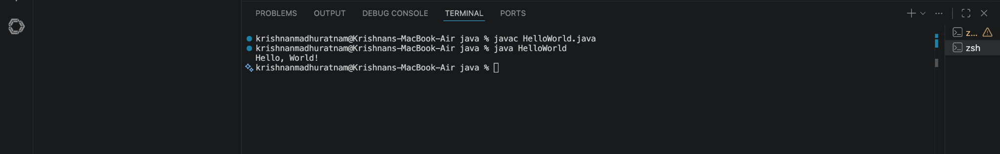 PROBLEMS OUTPUT DEBUG CONSOLE TERMINAL PORTS
krishnanmadhuratnam@Krishnans-MacBook-Air java % javac HelloWorld.java
krishnanmadhuratnam@Krishnans-MacBook-Air java % java HelloWorld
Hello, World!
krishnanmadhuratnam@Krishnans-MacBook-Air java %
z...
zsh